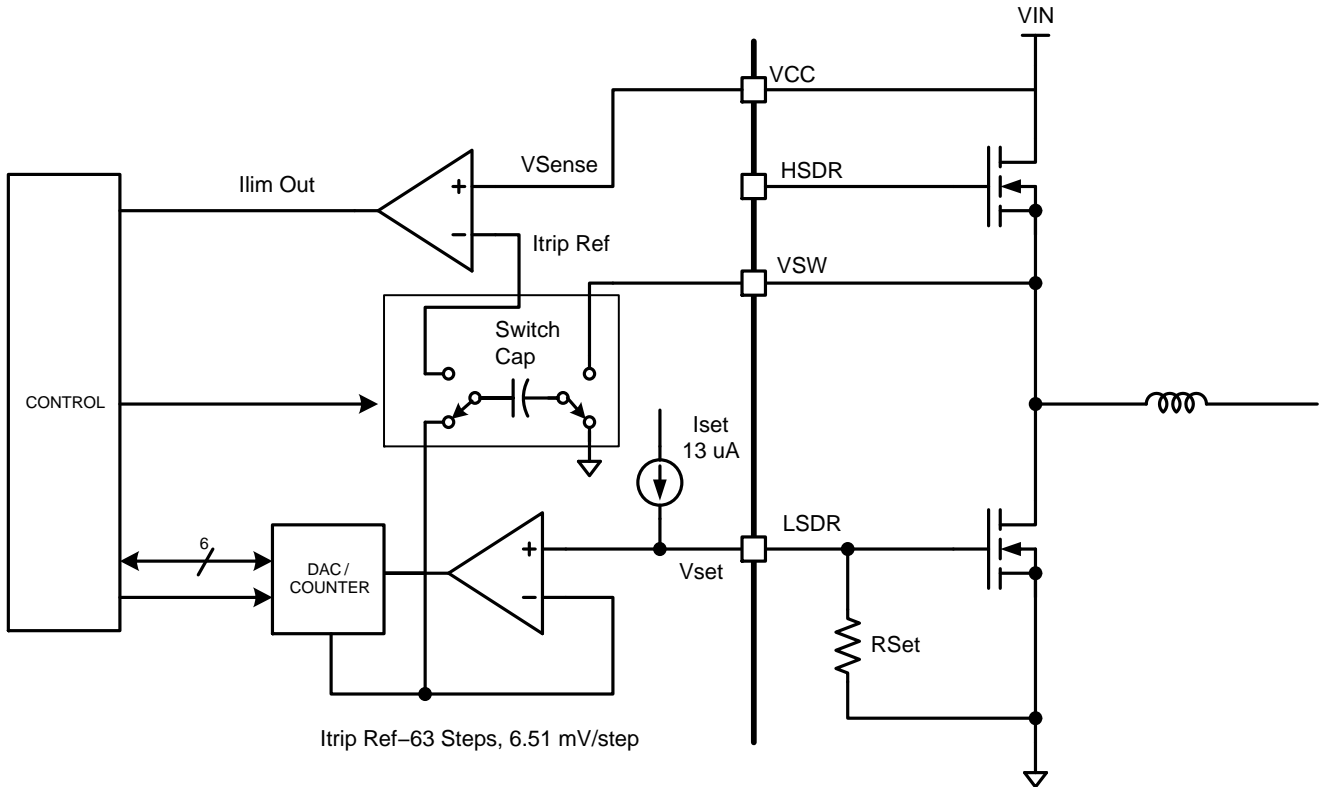 VIN
VCC
VSense
HSDR
Ilim Out
+
−
Itrip Ref
VSW
Switch
Cap
CONTROL
Iset
13 uA
LSDR
6
DAC /
COUNTER
+
−
Vset
RSet
Itrip Ref−63 Steps, 6.51 mV/step